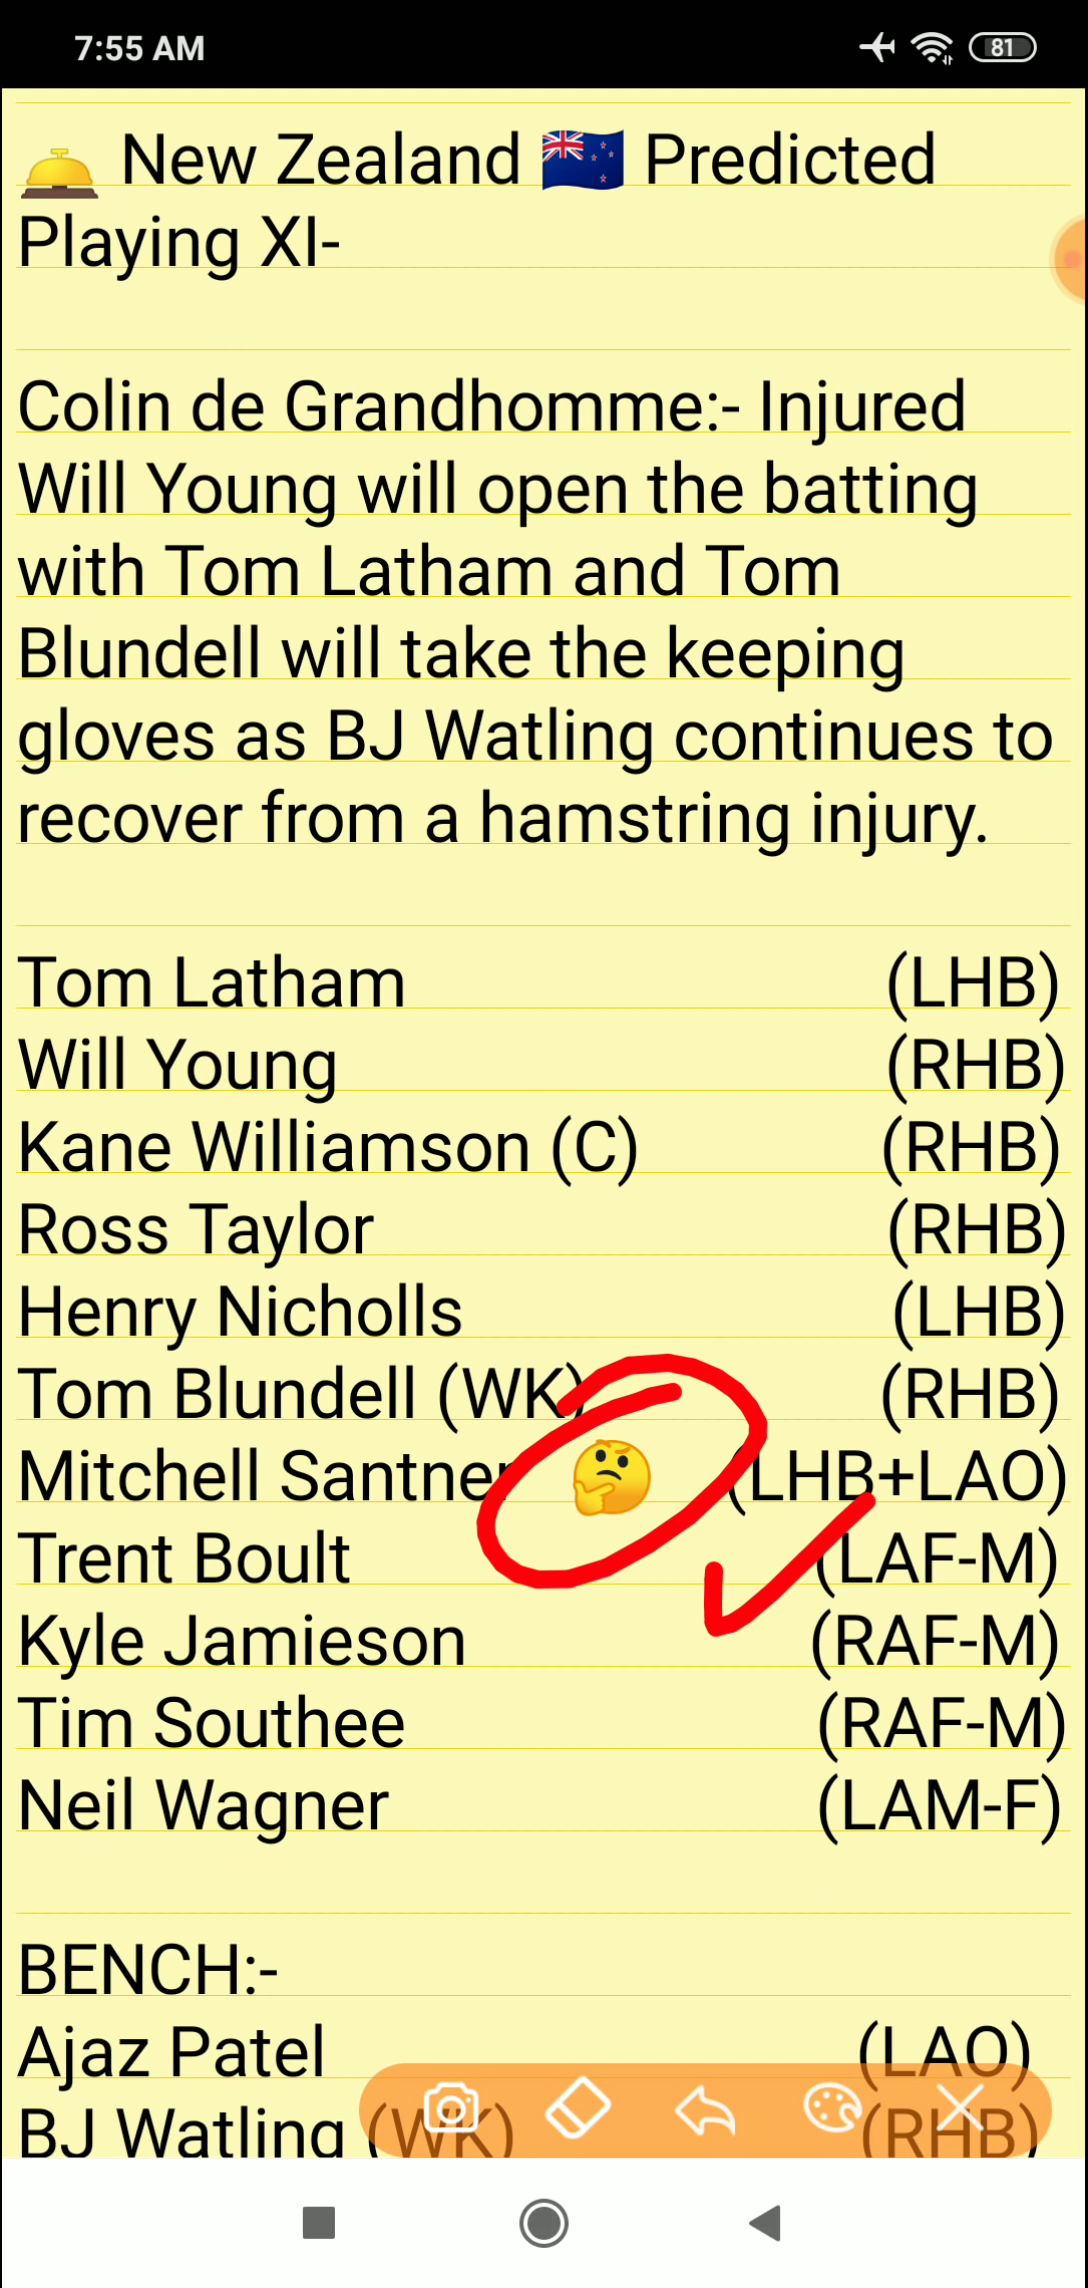 7:55 AM
81
🛎️ New Zealand 🇳🇿 Predicted
Playing XI-
Colin de Grandhomme:- Injured
Will Young will open the batting
with Tom Latham and Tom
Blundell will take the keeping
gloves as BJ Watling continues to
recover from a hamstring injury.
Tom Latham (LHB)
Will Young (RHB)
Kane Williamson (C) (RHB)
Ross Taylor (RHB)
Henry Nicholls (LHB)
Tom Blundell (WK) (RHB)
Mitchell Santner 🤔 (LHB+LAO)
Trent Boult (LAF-M)
Kyle Jamieson (RAF-M)
Tim Southee (RAF-M)
Neil Wagner (LAM-F)
BENCH:-
Ajaz Patel (LAO)
BJ Watling (WK) (RHB)